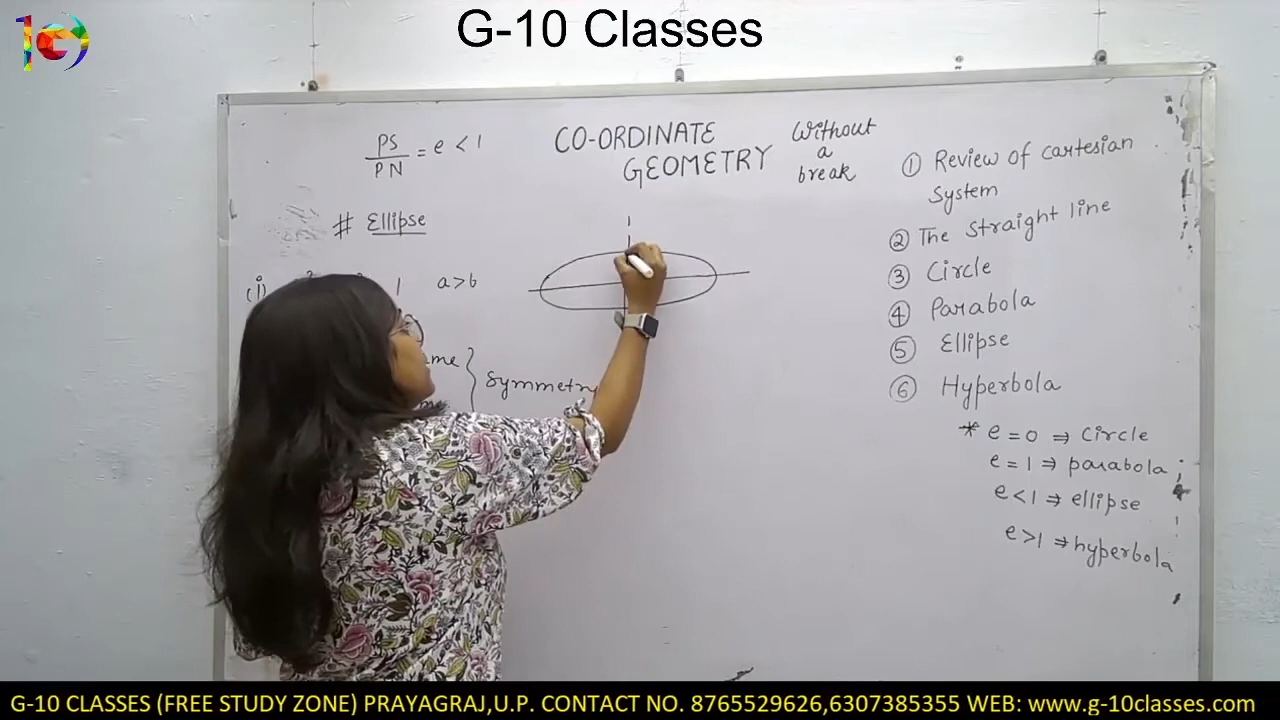 G-10 Classes
PS
PN = e < 1
# Ellipse
(i)
1 a>b
me
Symmetry
CO-ORDINATE
GEOMETRY
Without
a
break
① Review of cartesian
system
② The straight line
③ Circle
④ Parabola
⑤ Ellipse
⑥ Hyperbola
* e = 0 ⇒ Circle
e = 1 ⇒ parabola
e < 1 ⇒ ellipse
e > 1 ⇒ hyperbola
G-10 CLASSES (FREE STUDY ZONE) PRAYAGRAJ,U.P. CONTACT NO. 8765529626,6307385355 WEB: www.g-10classes.com